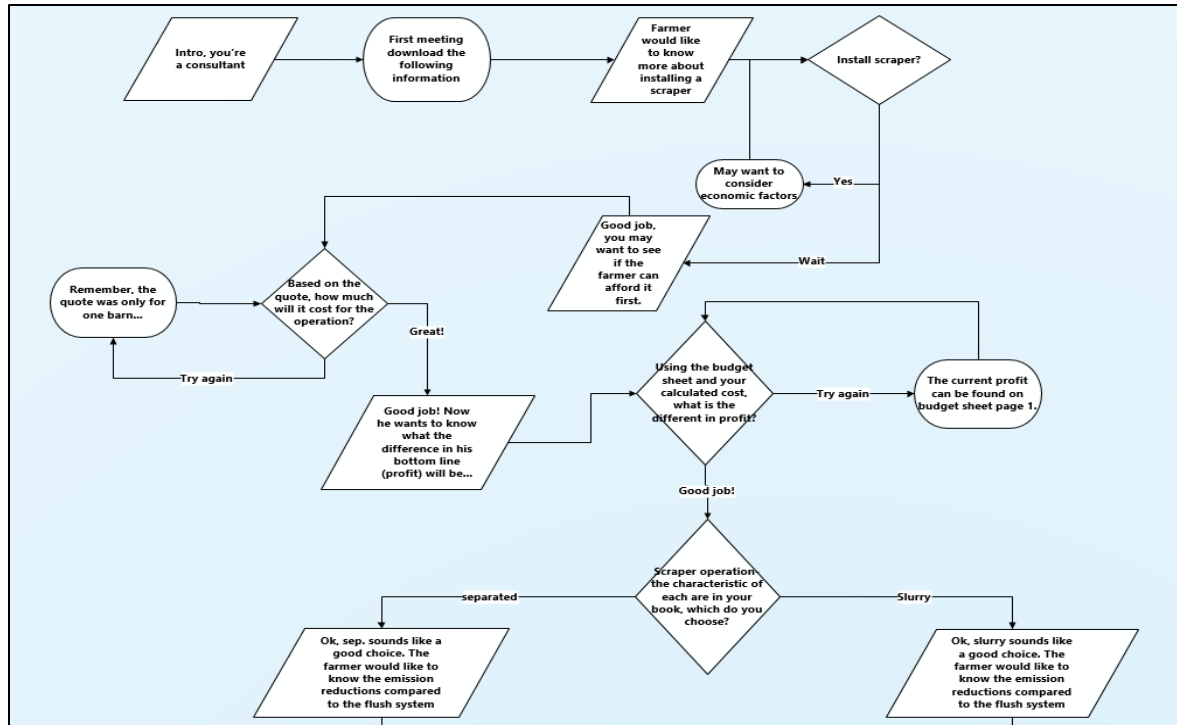 Intro, you're
a consultant
First meeting
download the
following
information
Farmer
would like
to know
more about
installing a
scraper
Install scraper?
May want to
consider
economic factors
Yes
Good job,
you may
want to see
if the
farmer can
afford it
first.
Wait
Remember, the
quote was only for
one barn...
Based on the
quote, how much
will it cost for the
operation?
Great!
Try again
Using the budget
sheet and your
calculated cost,
what is the
different in profit?
Try again
The current profit
can be found on
budget sheet page 1.
Good job! Now
he wants to know
what the
difference in his
bottom line
(profit) will be...
Good job!
Scraper operation-
the characteristic of
each are in your
book, which do you
choose?
separated
Slurry
Ok, sep. sounds like a
good choice. The
farmer would like to
know the emission
reductions compared
to the flush system
Ok, slurry sounds like
a good choice. The
farmer would like to
know the emission
reductions compared
to the flush system